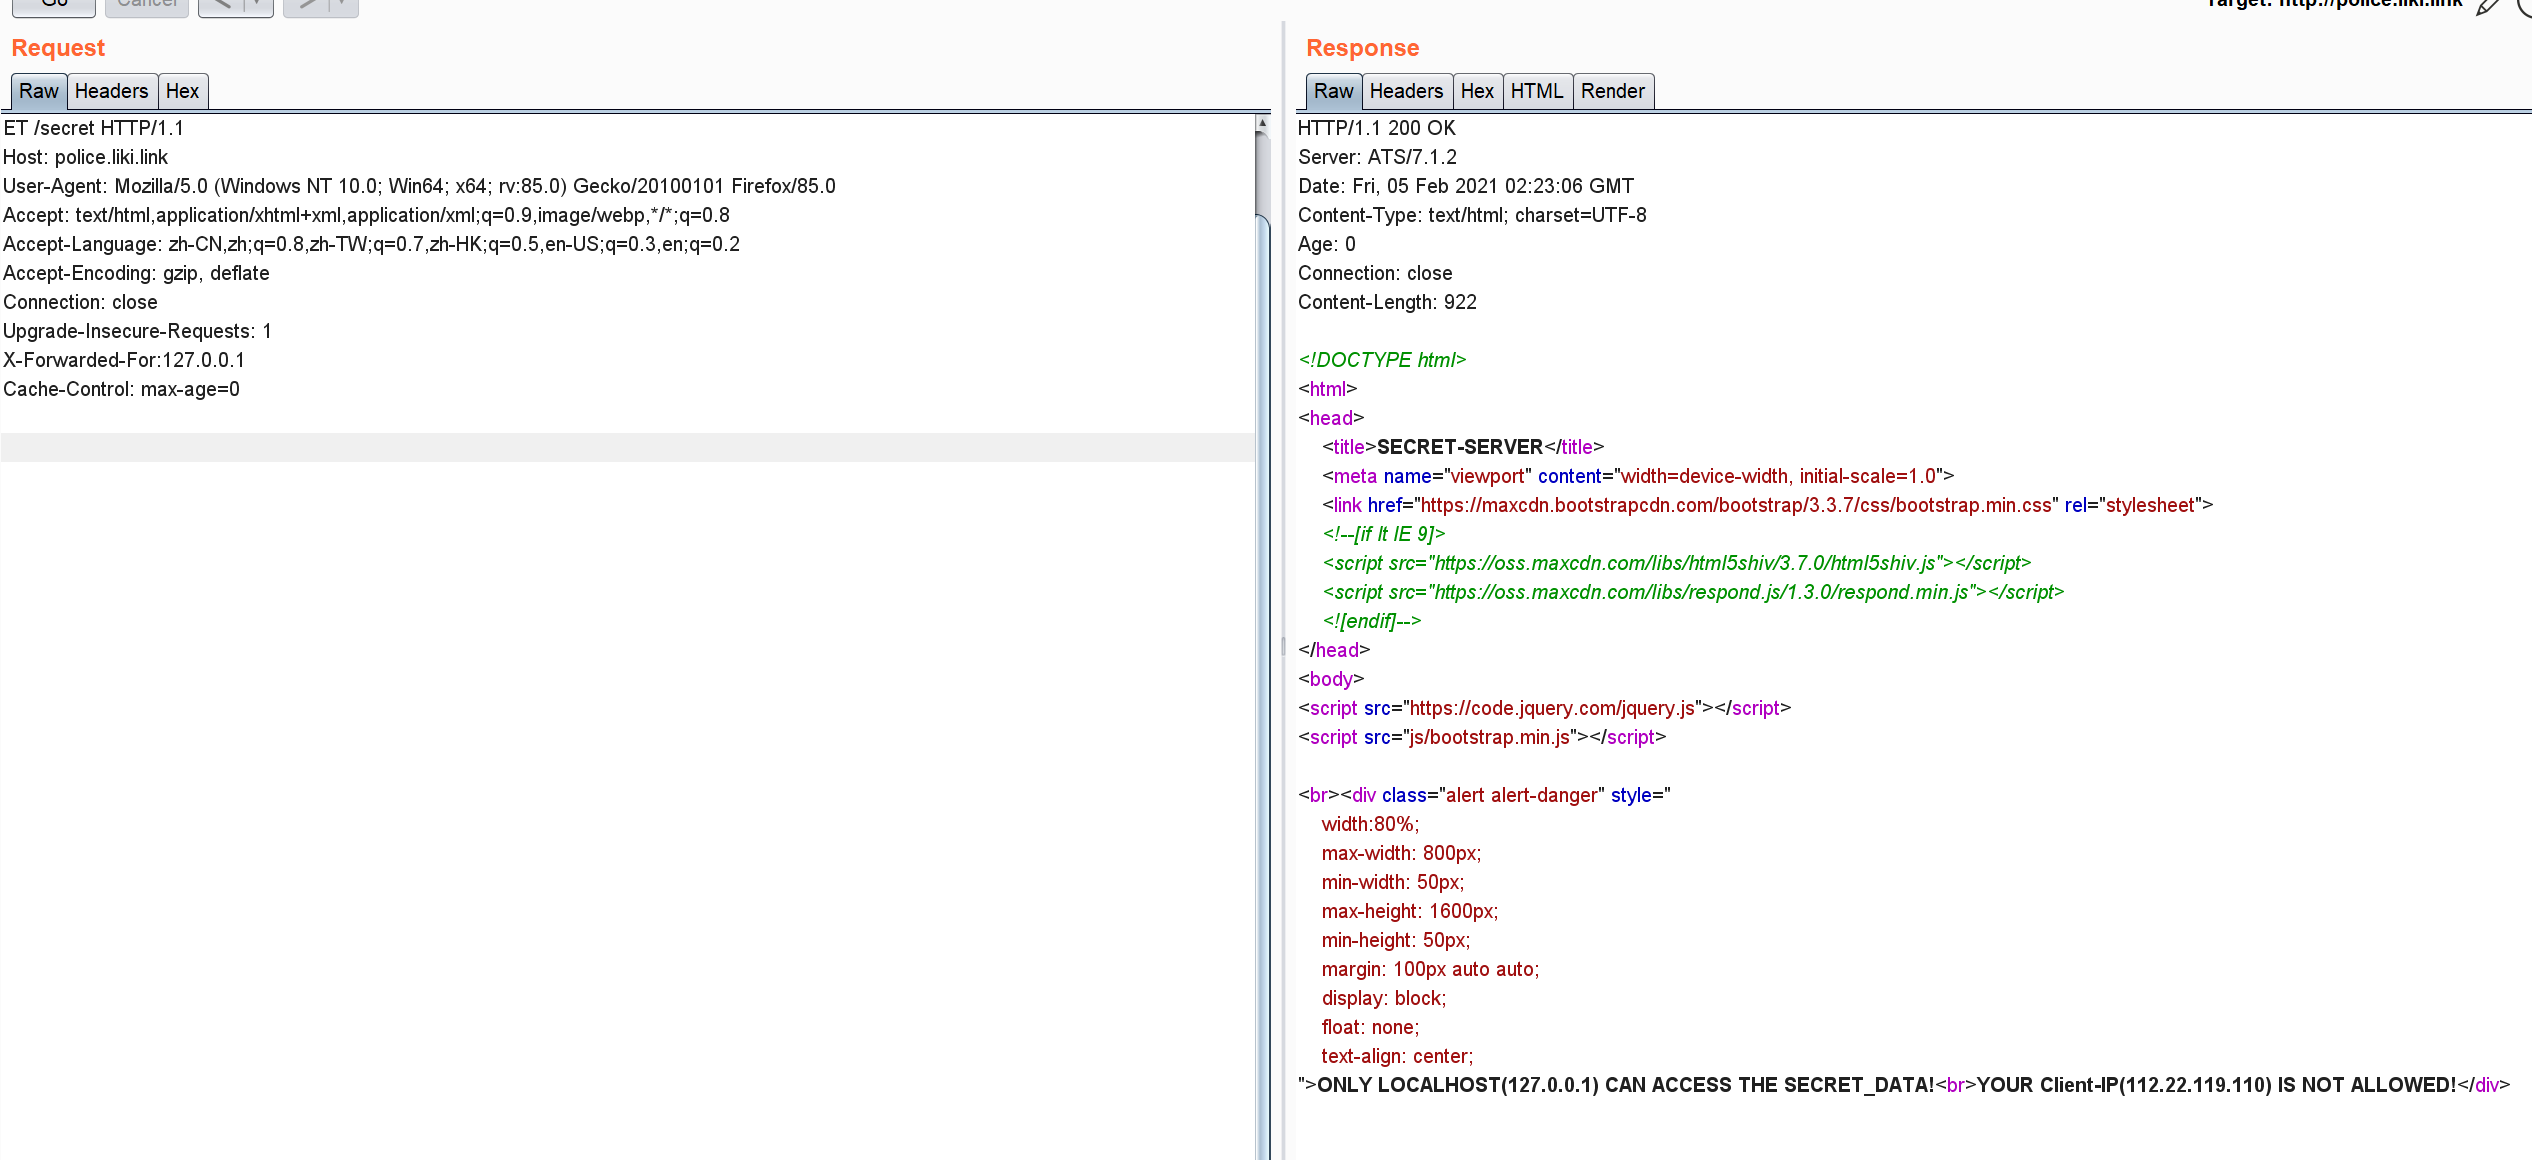 Go
Cancel
Target: http://police.liki.link
Request
Raw Headers Hex
ET /secret HTTP/1.1
Host: police.liki.link
User-Agent: Mozilla/5.0 (Windows NT 10.0; Win64; x64; rv:85.0) Gecko/20100101 Firefox/85.0
Accept: text/html,application/xhtml+xml,application/xml;q=0.9,image/webp,*/*;q=0.8
Accept-Language: zh-CN,zh;q=0.8,zh-TW;q=0.7,zh-HK;q=0.5,en-US;q=0.3,en;q=0.2
Accept-Encoding: gzip, deflate
Connection: close
Upgrade-Insecure-Requests: 1
X-Forwarded-For:127.0.0.1
Cache-Control: max-age=0
Response
Raw Headers Hex HTML Render
HTTP/1.1 200 OK
Server: ATS/7.1.2
Date: Fri, 05 Feb 2021 02:23:06 GMT
Content-Type: text/html; charset=UTF-8
Age: 0
Connection: close
Content-Length: 922
<!DOCTYPE html>
<html>
<head>
<title>SECRET-SERVER</title>
<meta name="viewport" content="width=device-width, initial-scale=1.0">
<link href="https://maxcdn.bootstrapcdn.com/bootstrap/3.3.7/css/bootstrap.min.css" rel="stylesheet">
<!--[if lt IE 9]>
<script src="https://oss.maxcdn.com/libs/html5shiv/3.7.0/html5shiv.js"></script>
<script src="https://oss.maxcdn.com/libs/respond.js/1.3.0/respond.min.js"></script>
<![endif]-->
</head>
<body>
<script src="https://code.jquery.com/jquery.js"></script>
<script src="js/bootstrap.min.js"></script>
<br><div class="alert alert-danger" style="
width:80%;
max-width: 800px;
min-width: 50px;
max-height: 1600px;
min-height: 50px;
margin: 100px auto auto;
display: block;
float: none;
text-align: center;
">ONLY LOCALHOST(127.0.0.1) CAN ACCESS THE SECRET_DATA!<br>YOUR Client-IP(112.22.119.110) IS NOT ALLOWED!</div>